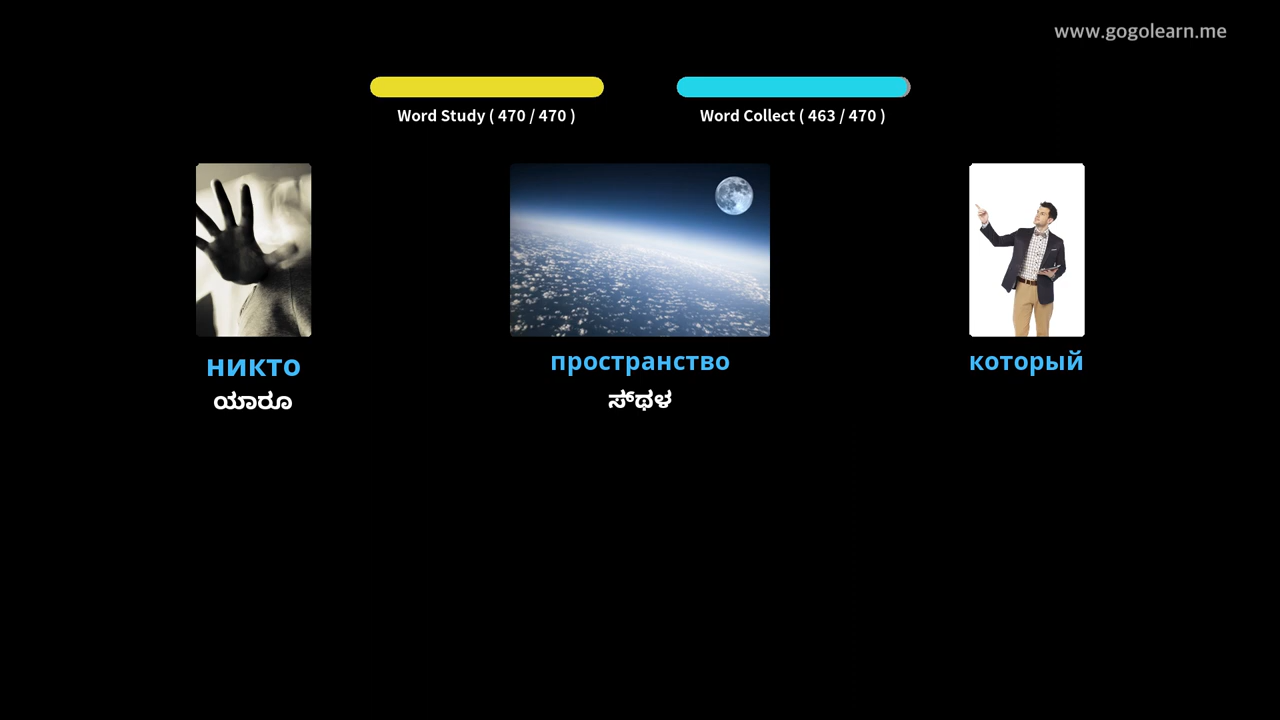 www.gogolearn.me
Word Study ( 470 / 470 )
Word Collect ( 463 / 470 )
никто
пространство
который
ಯಾರೂ
ಸ್‌ಥಳ